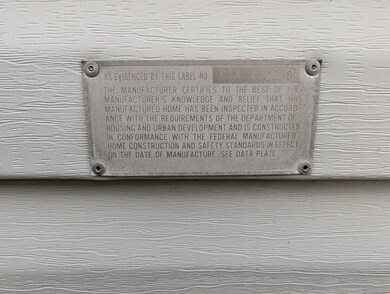 AS EVIDENCED BY THIS LABEL NO.
THE MANUFACTURER CERTIFIES TO THE BEST OF THE
MANUFACTURER'S KNOWLEDGE AND BELIEF THAT THIS
MANUFACTURED HOME HAS BEEN INSPECTED IN ACCORD-
ANCE WITH THE REQUIREMENTS OF THE DEPARTMENT OF
HOUSING AND URBAN DEVELOPMENT AND IS CONSTRUCTED
IN CONFORMANCE WITH THE FEDERAL MANUFACTURED
HOME CONSTRUCTION AND SAFETY STANDARDS IN EFFECT
ON THE DATE OF MANUFACTURE. SEE DATA PLATE.